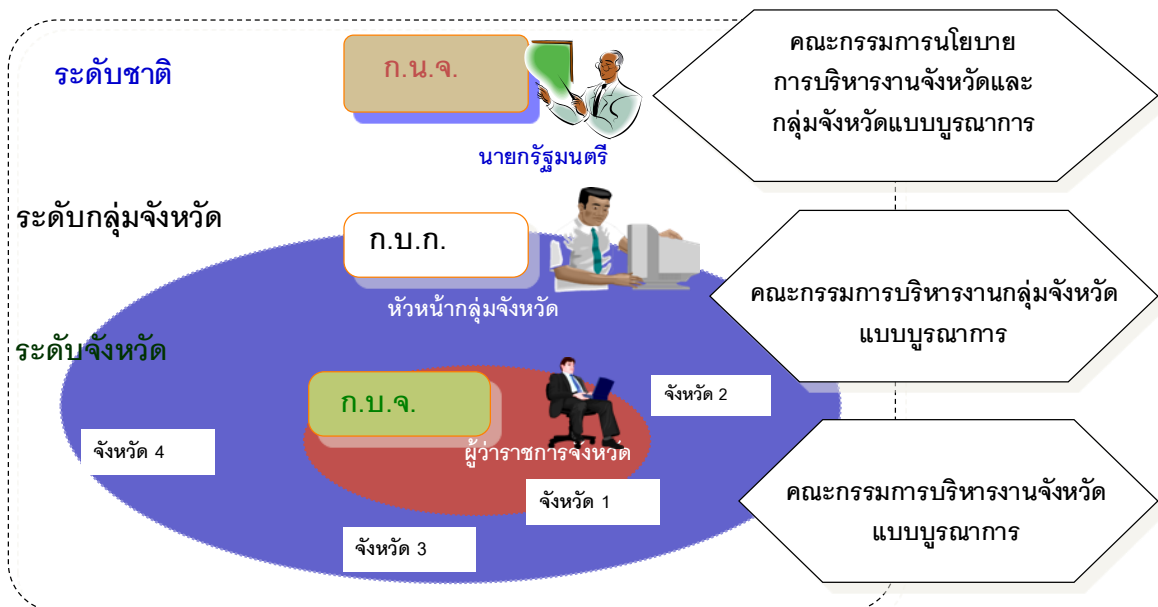 ระดับชาติ
ก.น.จ.
นายกรัฐมนตรี
คณะกรรมการนโยบาย
การบริหารงานจังหวัดและ
กลุ่มจังหวัดแบบบูรณาการ
ระดับกลุ่มจังหวัด
ก.บ.ก.
หัวหน้ากลุ่มจังหวัด
คณะกรรมการบริหารงานกลุ่มจังหวัด
แบบบูรณาการ
ระดับจังหวัด
ก.บ.จ.
ผู้ว่าราชการจังหวัด
จังหวัด 2
จังหวัด 4
จังหวัด 1
จังหวัด 3
คณะกรรมการบริหารงานจังหวัด
แบบบูรณาการ